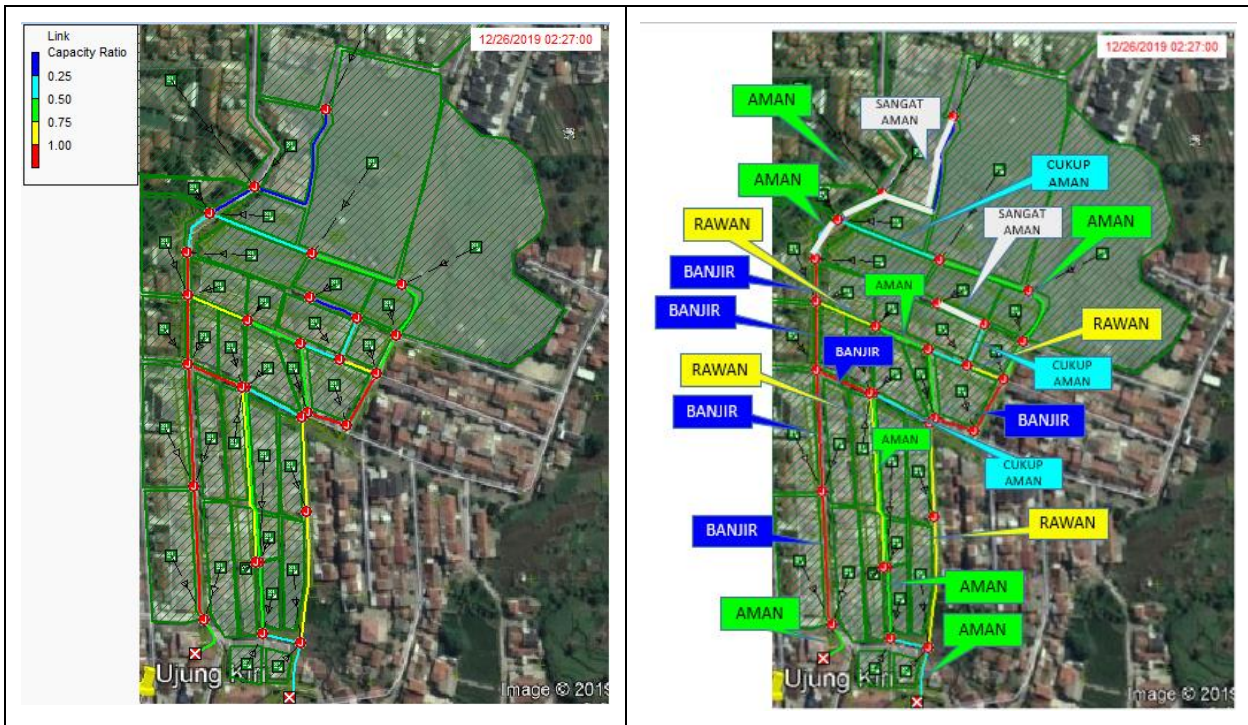 Link
Capacity Ratio
0.25
0.50
0.75
1.00
12/26/2019 02:27:00
Ujung Kiri
Image © 2019
12/26/2019 02:27:00
AMAN
SANGAT
AMAN
CUKUP
AMAN
AMAN
SANGAT
AMAN
AMAN
RAWAN
BANJIR
AMAN
BANJIR
RAWAN
BANJIR
CUKUP
AMAN
RAWAN
BANJIR
BANJIR
AMAN
CUKUP
AMAN
BANJIR
RAWAN
AMAN
AMAN
AMAN
Ujung Kiri
Image © 2019